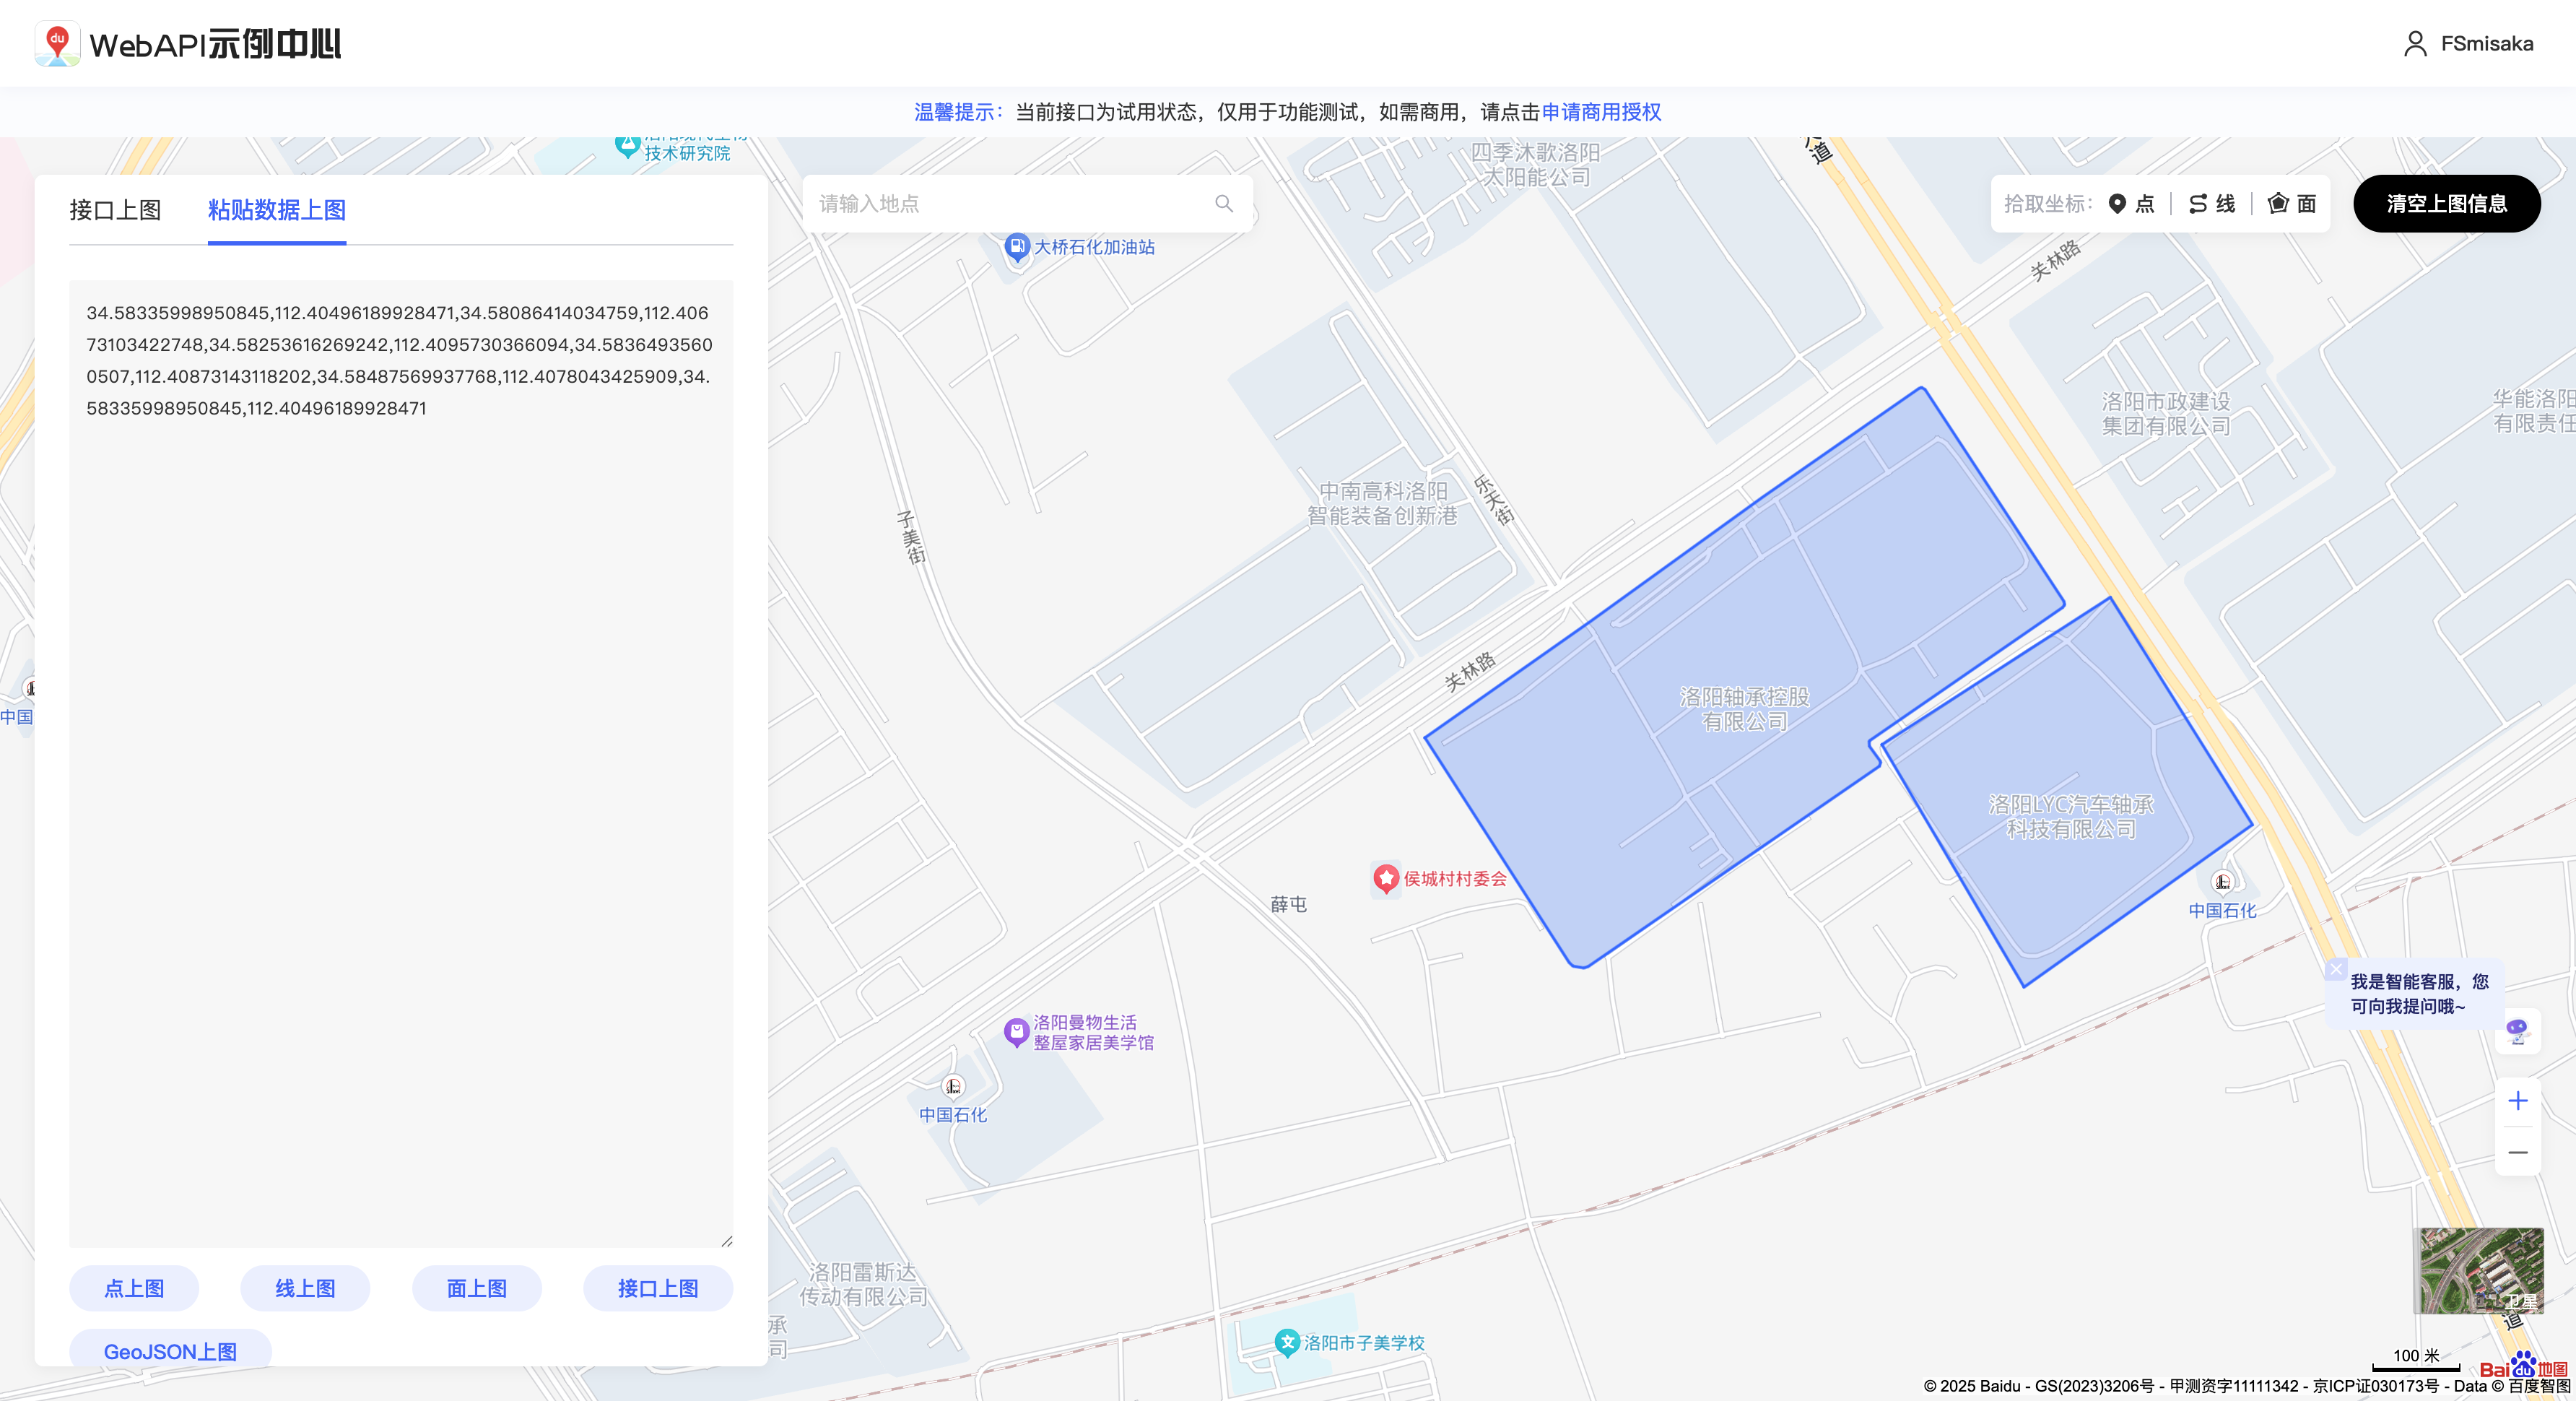 du
WebAPI示例中心
FSmisaka
温馨提示：当前接口为试用状态，仅用于功能测试，如需商用，请点击申请商用授权
接口上图
粘贴数据上图
34.58335998950845,112.40496189928471,34.58086414034759,112.406
73103422748,34.58253616269242,112.4095730366094,34.5836493560
0507,112.40873143118202,34.58487569937768,112.4078043425909,34.
58335998950845,112.40496189928471
点上图
线上图
面上图
接口上图
GeoJSON上图
请输入地点
拾取坐标：
点
线
面
清空上图信息
技术研究院
四季沐歌洛阳
太阳能公司
道
大桥石化加油站
关林路
洛阳市政建设
集团有限公司
华能洛阳
有限责任
中南高科洛阳
智能装备创新港
乐天街
子美街
关林路
洛阳轴承控股
有限公司
中国
洛阳LYC汽车轴承
科技有限公司
侯城村村委会
薛屯
中国石化
我是智能客服，您
可向我提问哦~
洛阳曼物生活
整屋家居美学馆
中国石化
洛阳雷斯达
传动有限公司
承
司
文
洛阳市子美学校
卫星
道
100 米
Bai du 地图
© 2025 Baidu - GS(2023)3206号 - 甲测资字11111342 - 京ICP证030173号 - Data © 百度智图